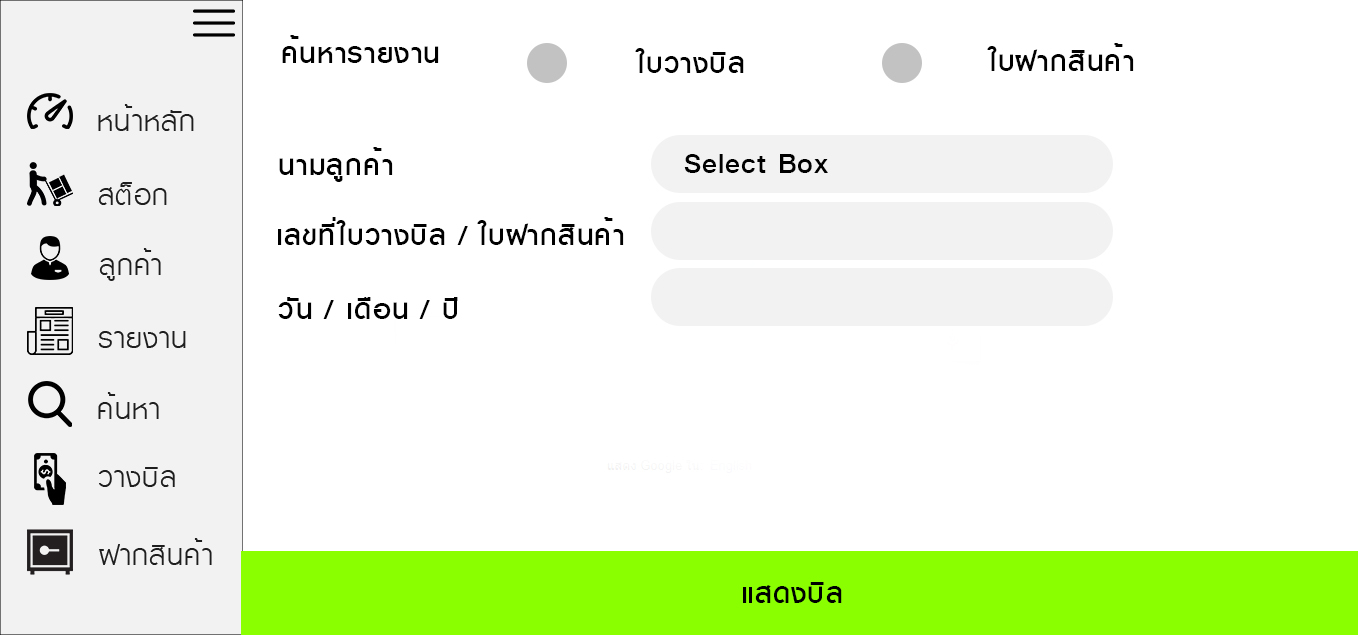 ค้นหารายงาน
ใบวางบิล
ใบฝากสินค้า
หน้าหลัก
สต็อก
ลูกค้า
รายงาน
ค้นหา
วางบิล
ฝากสินค้า
นามลูกค้า
Select Box
เลขที่ใบวางบิล / ใบฝากสินค้า
วัน / เดือน / ปี
แสดงบิล